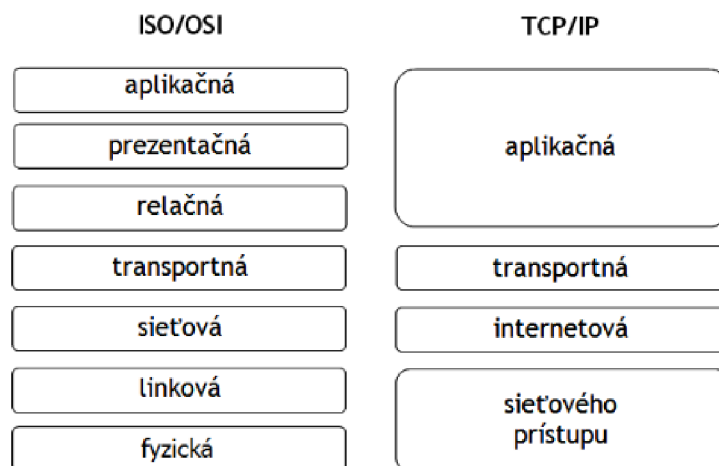 ISO/OSI
aplikačná
prezentačná
relačná
transportná
sieťová
linková
fyzická
TCP/IP
aplikačná
transportná
internetová
sieťového
prístupu